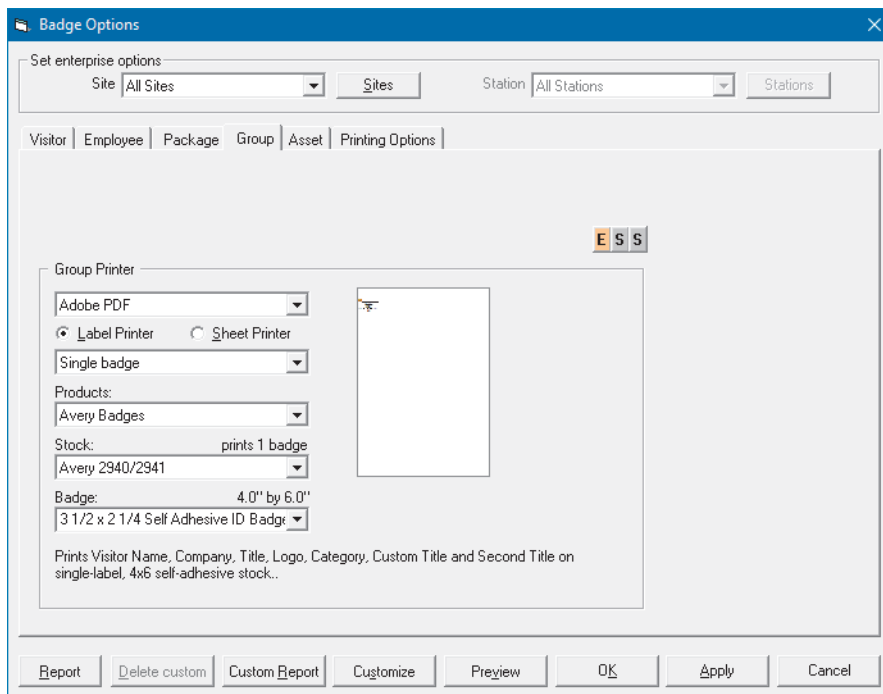 Badge Options
Set enterprise options
Site All Sites Sites Station All Stations Stations
Visitor Employee Package Group Asset Printing Options
E S S
Group Printer
Adobe PDF
Label Printer Sheet Printer
Single badge
Products:
Avery Badges
Stock: prints 1 badge
Avery 2940/2941
Badge: 4.0" by 6.0"
3 1/2 x 2 1/4 Self Adhesive ID Badge
Prints Visitor Name, Company, Title, Logo, Category, Custom Title and Second Title on
single-label, 4x6 self-adhesive stock..
Report Delete custom Custom Report Customize Preview OK Apply Cancel